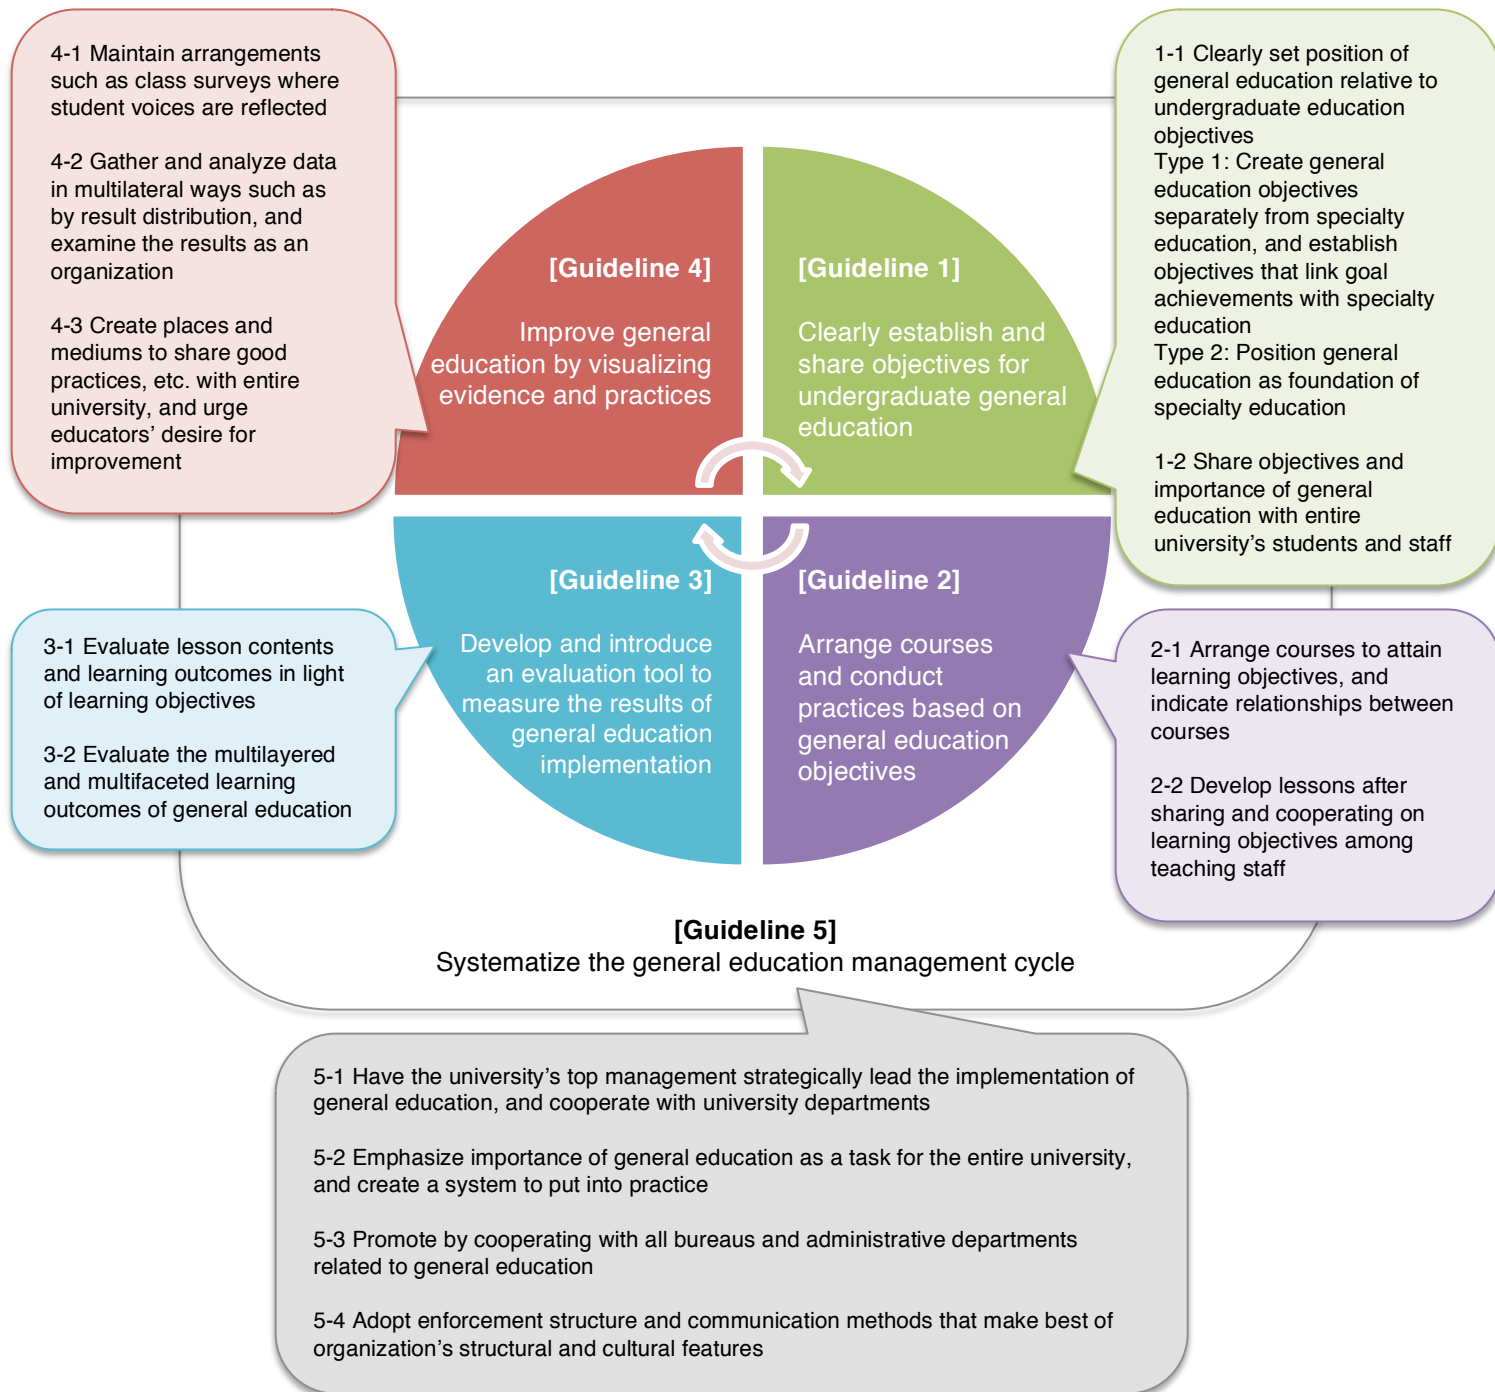 4-1 Maintain arrangements
such as class surveys where
student voices are reflected
4-2 Gather and analyze data
in multilateral ways such as
by result distribution, and
examine the results as an
organization
4-3 Create places and
mediums to share good
practices, etc. with entire
university, and urge
educators’ desire for
improvement
1-1 Clearly set position of
general education relative to
undergraduate education
objectives
Type 1: Create general
education objectives
separately from specialty
education, and establish
objectives that link goal
achievements with specialty
education
Type 2: Position general
education as foundation of
specialty education
1-2 Share objectives and
importance of general
education with entire
university’s students and staff
[Guideline 4]
Improve general
education by visualizing
evidence and practices
[Guideline 1]
Clearly establish and
share objectives for
undergraduate general
education
[Guideline 3]
Develop and introduce
an evaluation tool to
measure the results of
general education
implementation
[Guideline 2]
Arrange courses
and conduct
practices based on
general education
objectives
3-1 Evaluate lesson contents
and learning outcomes in light
of learning objectives
3-2 Evaluate the multilayered
and multifaceted learning
outcomes of general education
2-1 Arrange courses to attain
learning objectives, and
indicate relationships between
courses
2-2 Develop lessons after
sharing and cooperating on
learning objectives among
teaching staff
[Guideline 5]
Systematize the general education management cycle
5-1 Have the university’s top management strategically lead the implementation of
general education, and cooperate with university departments
5-2 Emphasize importance of general education as a task for the entire university,
and create a system to put into practice
5-3 Promote by cooperating with all bureaus and administrative departments
related to general education
5-4 Adopt enforcement structure and communication methods that make best of
organization’s structural and cultural features